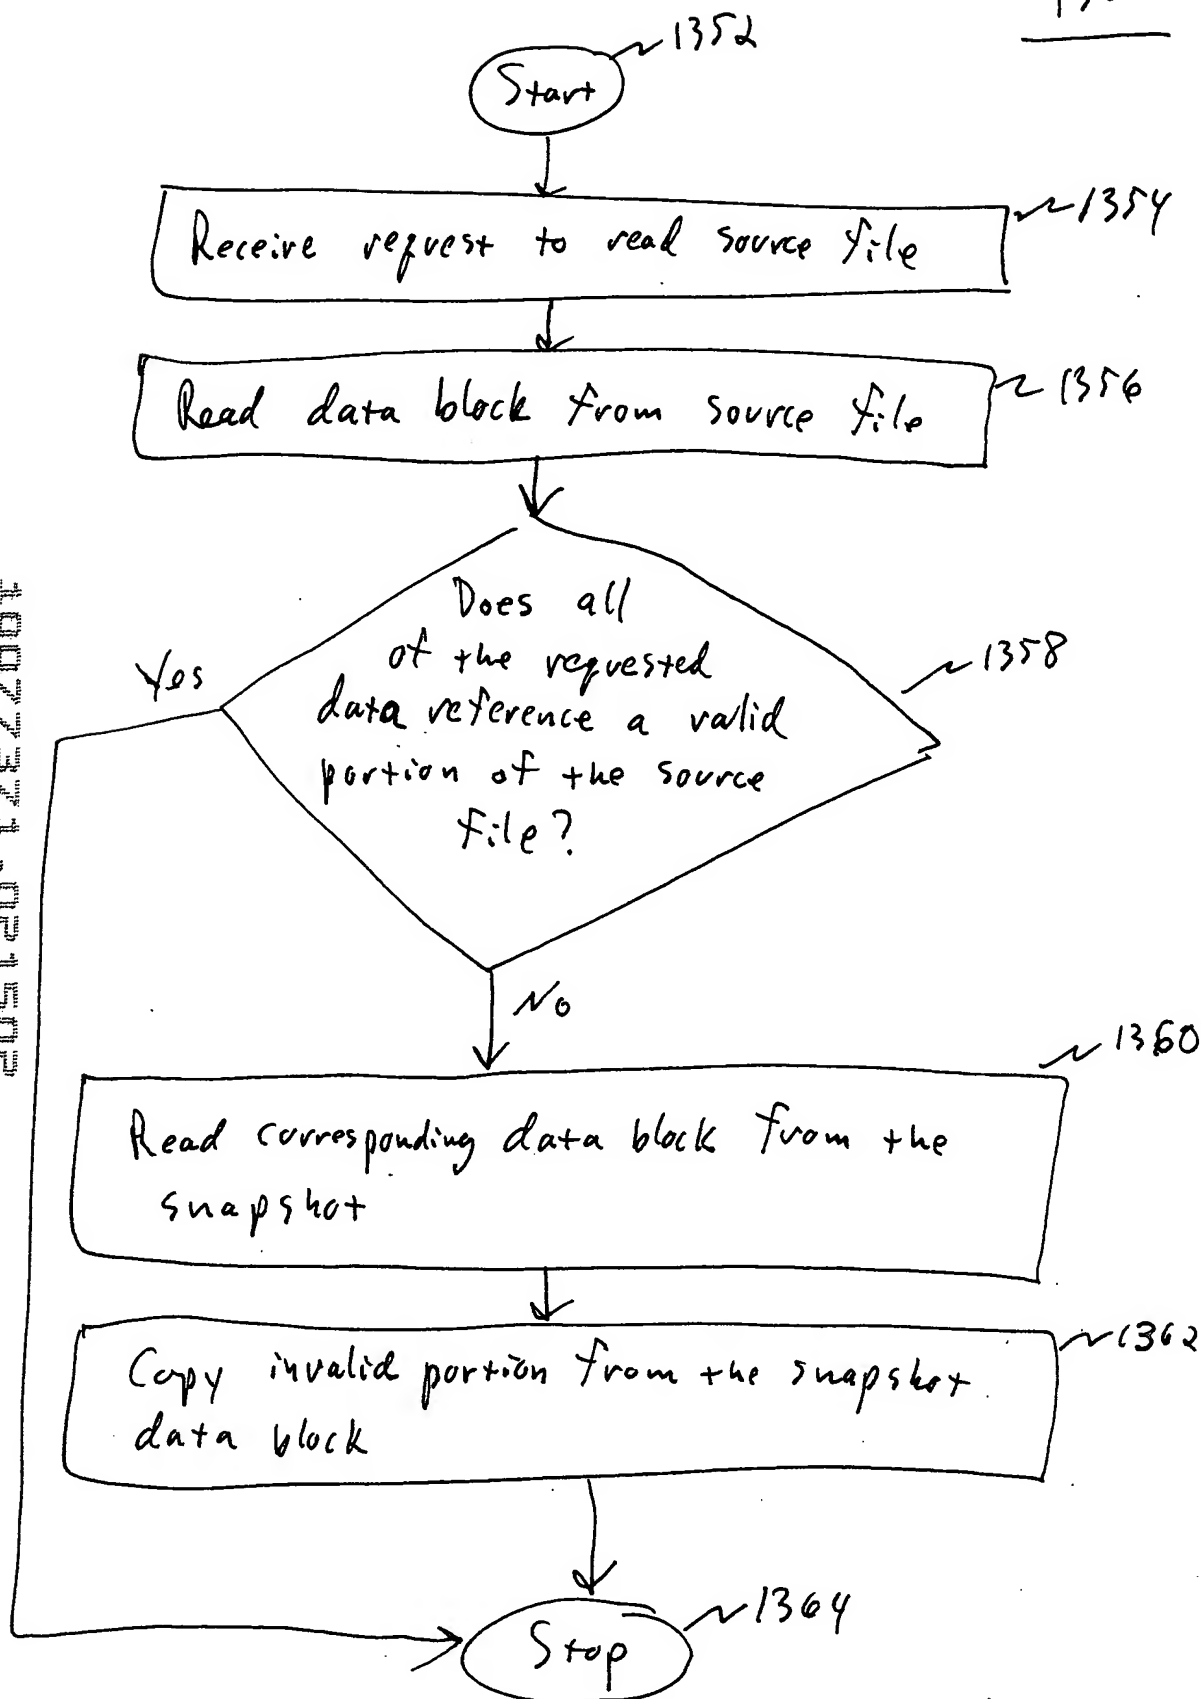 1352
Start
1354
Receive request to read source file
1356
Read data block from source file
Does all
of the requested
data reference a valid
portion of the source
file?
1358
Yes
No
1360
Read corresponding data block from the
snapshot
1362
Copy invalid portion from the snapshot
data block
1364
Stop
10077371.021502